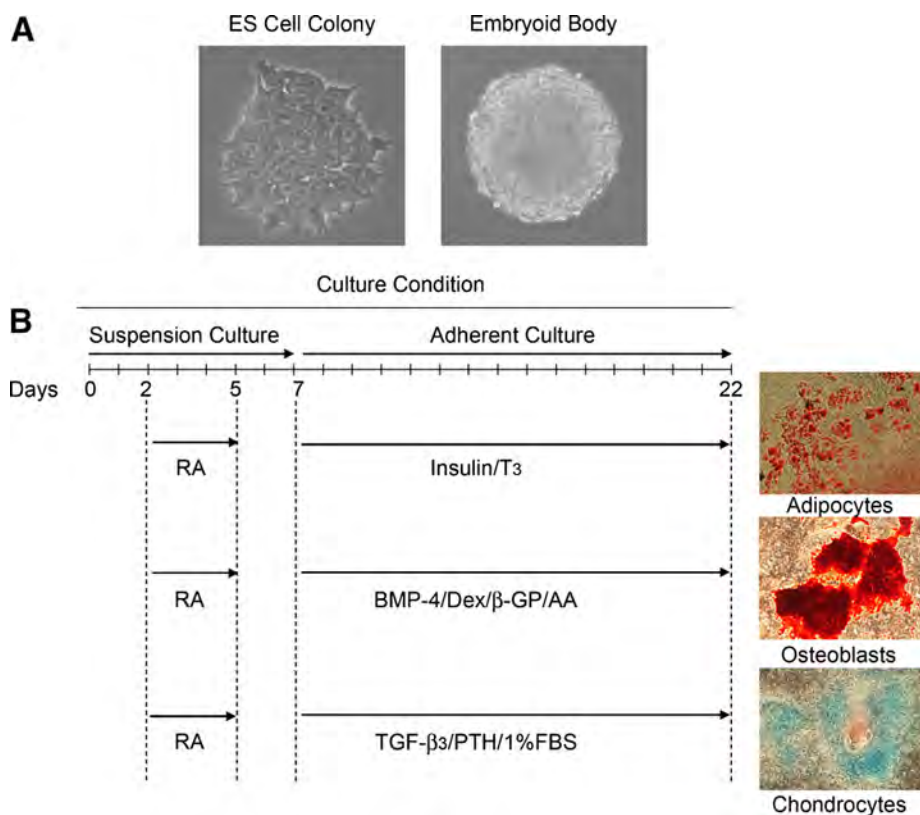 A
ES Cell Colony
Embryoid Body
Culture Condition
B
Suspension Culture
Adherent Culture
Days 0 2 5 7 22
RA
Insulin/T3
Adipocytes
RA
BMP-4/Dex/β-GP/AA
Osteoblasts
RA
TGF-β3/PTH/1%FBS
Chondrocytes